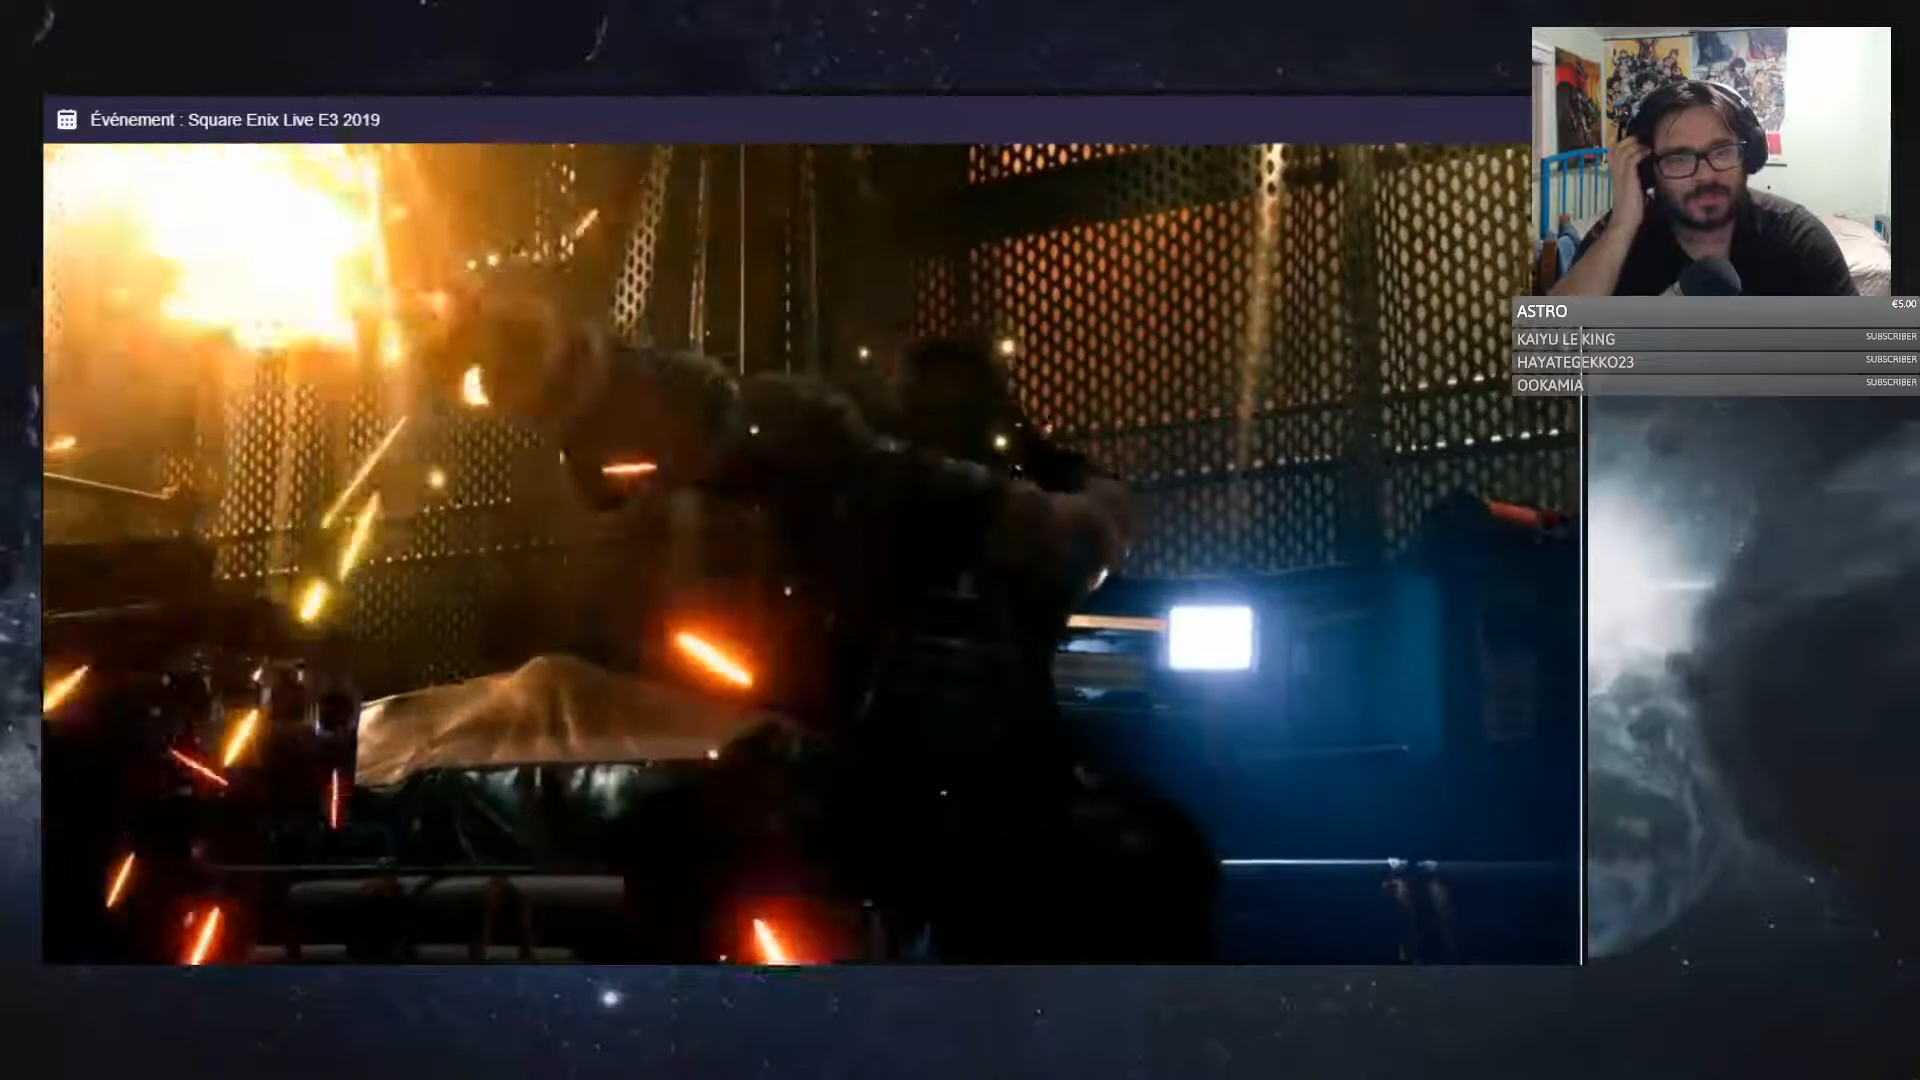 Événement : Square Enix Live E3 2019
ASTRO €5.00
KAIYU LE KING SUBSCRIBER
HAYATEGEKKO23 SUBSCRIBER
OOKAMIA SUBSCRIBER